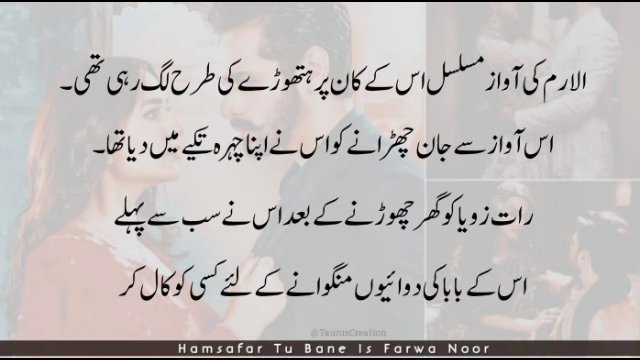 الارم کی آواز مسلسل اس کے کان پر ہتھوڑے کی طرح لگ رہی تھی۔
اس آواز سے جان چھڑانے کو اس نے اپنا چہرہ تکیے میں دیا تھا۔
رات زویا کو گھر چھوڑنے کے بعد اس نے سب سے پہلے
اس کے بابا کی دوائیوں منگوانے کے لئے کسی کو کال کر
@TaurusCreation
Hamsafar Tu Bane is Farwa Noor